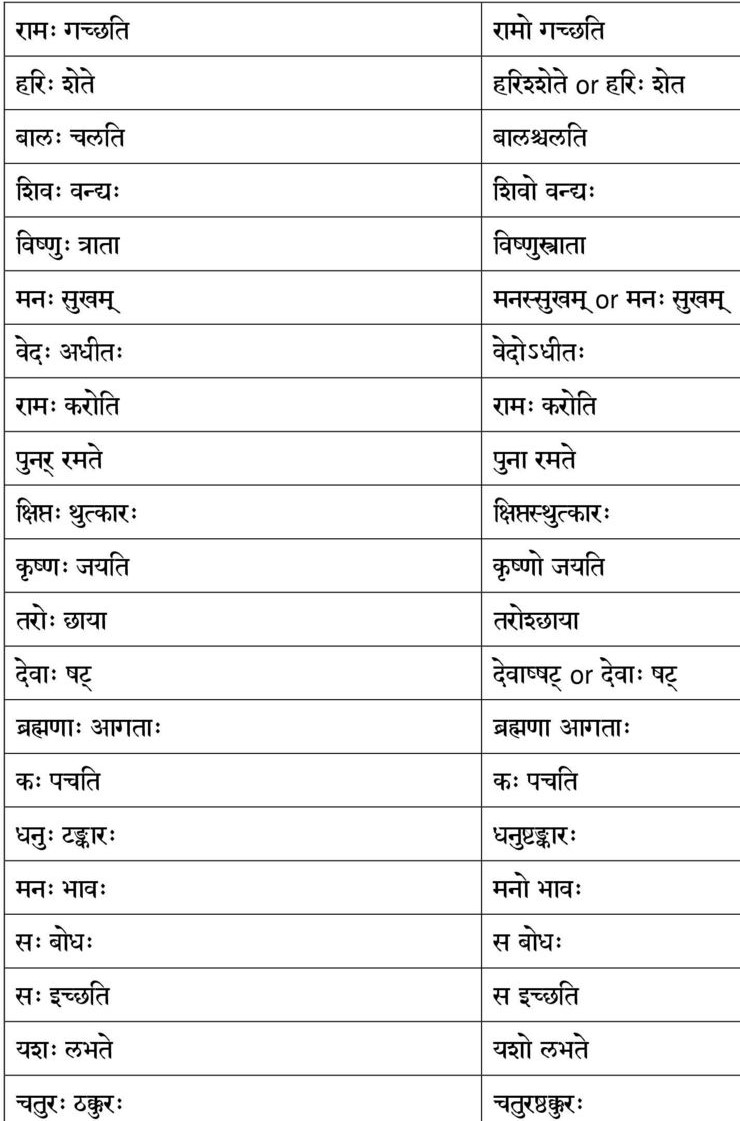 रामः गच्छति रामो गच्छति
हरिः शेते हरिश्शेते or हरिः शेत
बालः चलति बालश्चलति
शिवः वन्द्यः शिवो वन्द्यः
विष्णुः त्राता विष्णुस्त्राता
मनः सुखम् मनस्सुखम् or मनः सुखम्
वेदः अधीतः वेदोऽधीतः
रामः करोति रामः करोति
पुनर् रमते पुना रमते
क्षिप्तः थुत्कारः क्षिप्तस्थुत्कारः
कृष्णः जयति कृष्णो जयति
तरोः छाया तरोश्छाया
देवाः षट् देवाष्षट् or देवाः षट्
ब्रह्मणाः आगताः ब्रह्मणा आगताः
कः पचति कः पचति
धनुः टङ्कारः धनुष्टङ्कारः
मनः भावः मनो भावः
सः बोधः स बोधः
सः इच्छति स इच्छति
यशः लभते यशो लभते
चतुरः ठक्कुरः चतुरष्ठक्कुरः